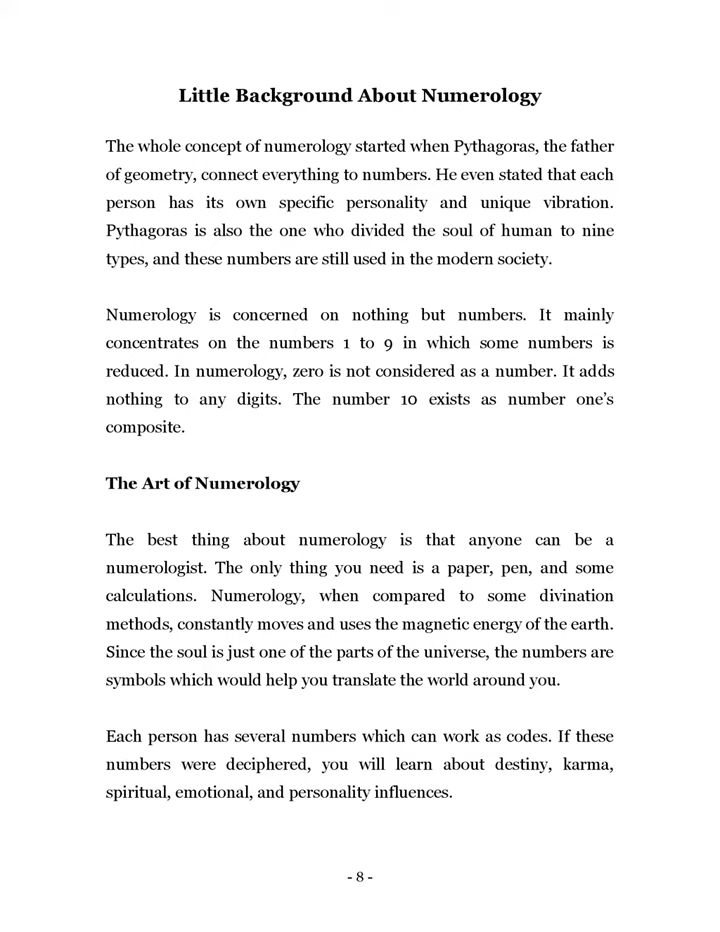 Little Background About Numerology
The whole concept of numerology started when Pythagoras, the father
of geometry, connect everything to numbers. He even stated that each
person has its own specific personality and unique vibration.
Pythagoras is also the one who divided the soul of human to nine
types, and these numbers are still used in the modern society.
Numerology is concerned on nothing but numbers. It mainly
concentrates on the numbers 1 to 9 in which some numbers is
reduced. In numerology, zero is not considered as a number. It adds
nothing to any digits. The number 10 exists as number one’s
composite.
The Art of Numerology
The best thing about numerology is that anyone can be a
numerologist. The only thing you need is a paper, pen, and some
calculations. Numerology, when compared to some divination
methods, constantly moves and uses the magnetic energy of the earth.
Since the soul is just one of the parts of the universe, the numbers are
symbols which would help you translate the world around you.
Each person has several numbers which can work as codes. If these
numbers were deciphered, you will learn about destiny, karma,
spiritual, emotional, and personality influences.
- 8 -